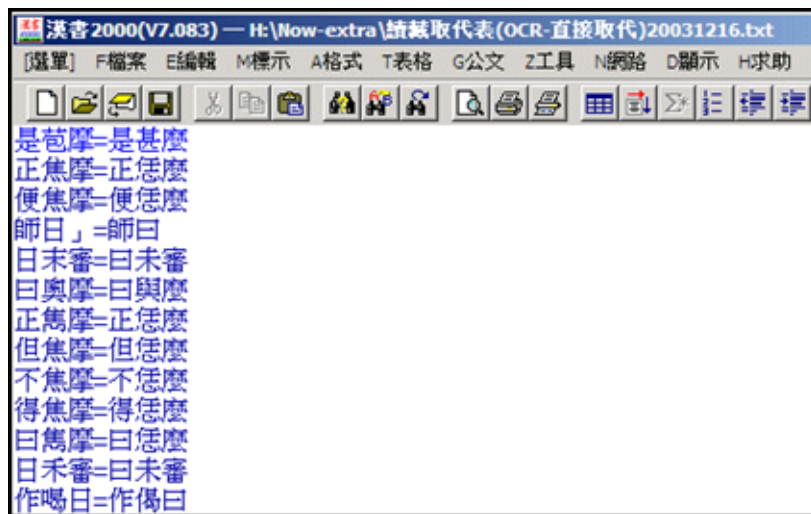 漢書2000(V7.083) — H:\Now-extra\續藏取代表(OCR-直接取代)20031216.txt
[選單] F檔案 E編輯 M標示 A格式 T表格 G公文 Z工具 N網路 D顯示 H求助
是苞摩=是甚麼
正焦摩=正恁麼
便焦摩=便恁麼
師日」=師曰
日末審=曰未審
曰奧摩=曰與麼
正雋摩=正恁麼
但焦摩=但恁麼
不焦摩=不恁麼
得焦摩=得恁麼
曰雋摩=曰恁麼
日禾審=曰未審
作喝日=作偈曰